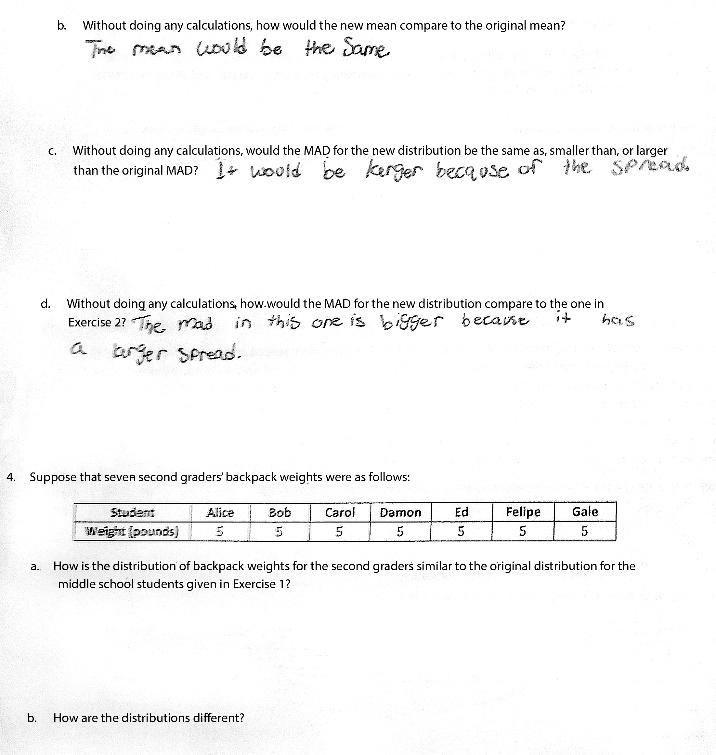 b. Without doing any calculations, how would the new mean compare to the original mean?
The mean would be the Same
c. Without doing any calculations, would the MAD for the new distribution be the same as, smaller than, or larger
than the original MAD? It would be larger because of the spread.
d. Without doing any calculations, how would the MAD for the new distribution compare to the one in
Exercise 2? The mad in this one is bigger because it has
a larger spread.
4. Suppose that seven second graders' backpack weights were as follows:
Student Alice Bob Carol Damon Ed Felipe Gale
Weight (pounds) 5 5 5 5 5 5 5
a. How is the distribution of backpack weights for the second graders similar to the original distribution for the
middle school students given in Exercise 1?
b. How are the distributions different?